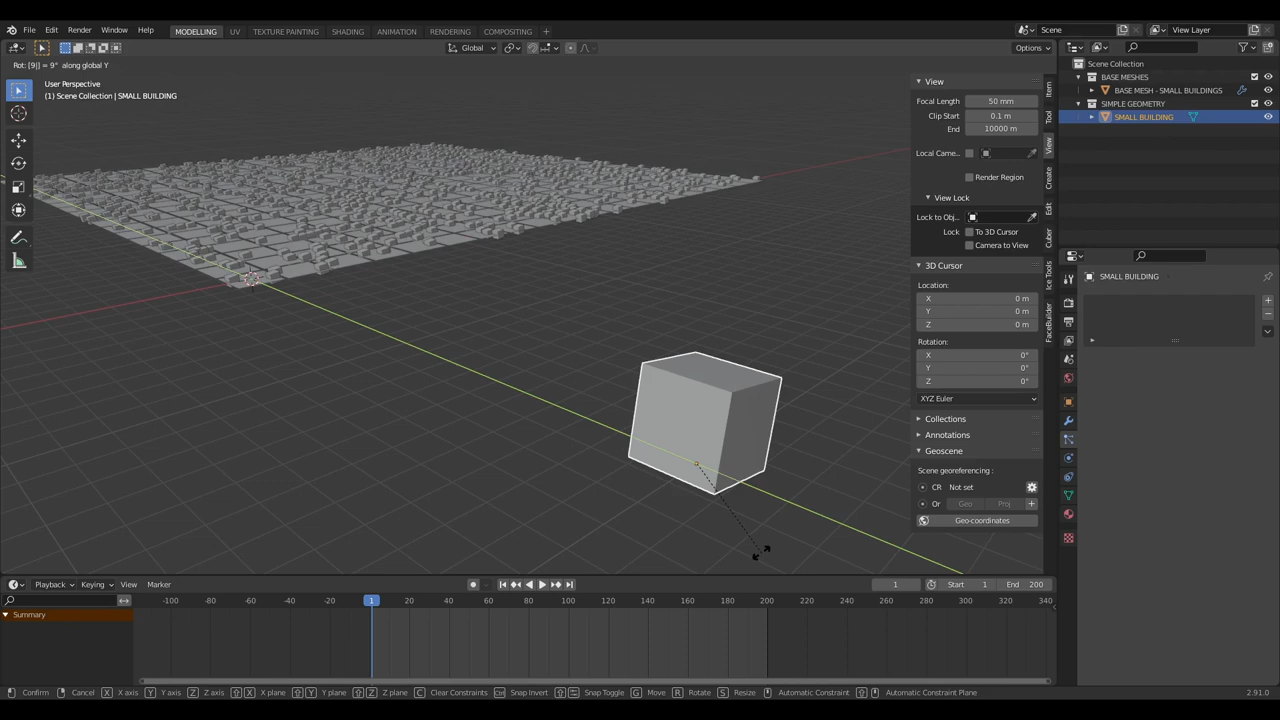 File Edit Render Window Help MODELLING UV TEXTURE PAINTING SHADING ANIMATION RENDERING COMPOSITING + Scene View Layer
Global Options
Rot: [9|] = 9° along global Y
User Perspective
(1) Scene Collection | SMALL BUILDING
View
Focal Length 50 mm
Clip Start 0.1 m
End 10000 m
Local Came...
Render Region
View Lock
Lock to Obj...
Lock To 3D Cursor
Camera to View
3D Cursor
Location:
X 0 m
Y 0 m
Z 0 m
Rotation:
X 0°
Y 0°
Z 0°
XYZ Euler
Collections
Annotations
Geoscene
Scene georeferencing :
CR Not set
Or Geo Proj +
Geo-coordinates
Item
Tool
View
Create
Edit
Cuber
Ice Tools
FaceBuilder
Scene Collection
BASE MESHES
BASE MESH - SMALL BUILDINGS
SIMPLE GEOMETRY
SMALL BUILDING
SMALL BUILDING
Playback Keying View Marker 1 Start 1 End 200
-100 -80 -60 -40 -20 1 20 40 60 80 100 120 140 160 180 200 220 240 260 280 300 320 340
Summary
Confirm Cancel X X axis Y Y axis Z Z axis X X plane Y Y plane Z Z plane C Clear Constraints Ctrl Snap Invert Snap Toggle G Move R Rotate S Resize Automatic Constraint Automatic Constraint Plane 2.91.0